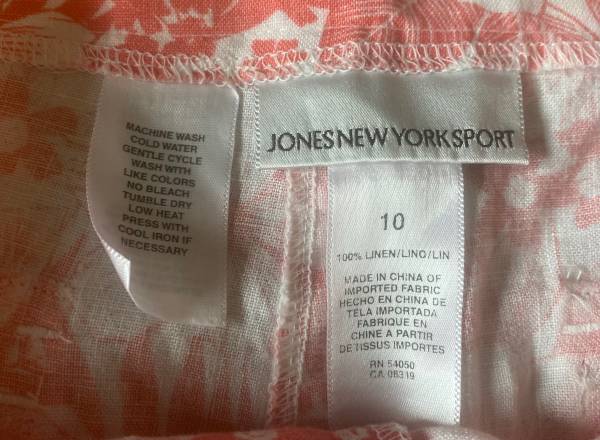 MACHINE WASH
COLD WATER
GENTLE CYCLE
WASH WITH
LIKE COLORS
NO BLEACH
TUMBLE DRY
LOW HEAT
PRESS WITH
COOL IRON IF
NECESSARY
JONES NEW YORK SPORT
10
100% LINEN/LINO/LIN
MADE IN CHINA OF
IMPORTED FABRIC
HECHO EN CHINA DE
TELA IMPORTADA
FABRIQUE EN
CHINE A PARTIR
DE TISSUS IMPORTES
RN 54050
CA 08319